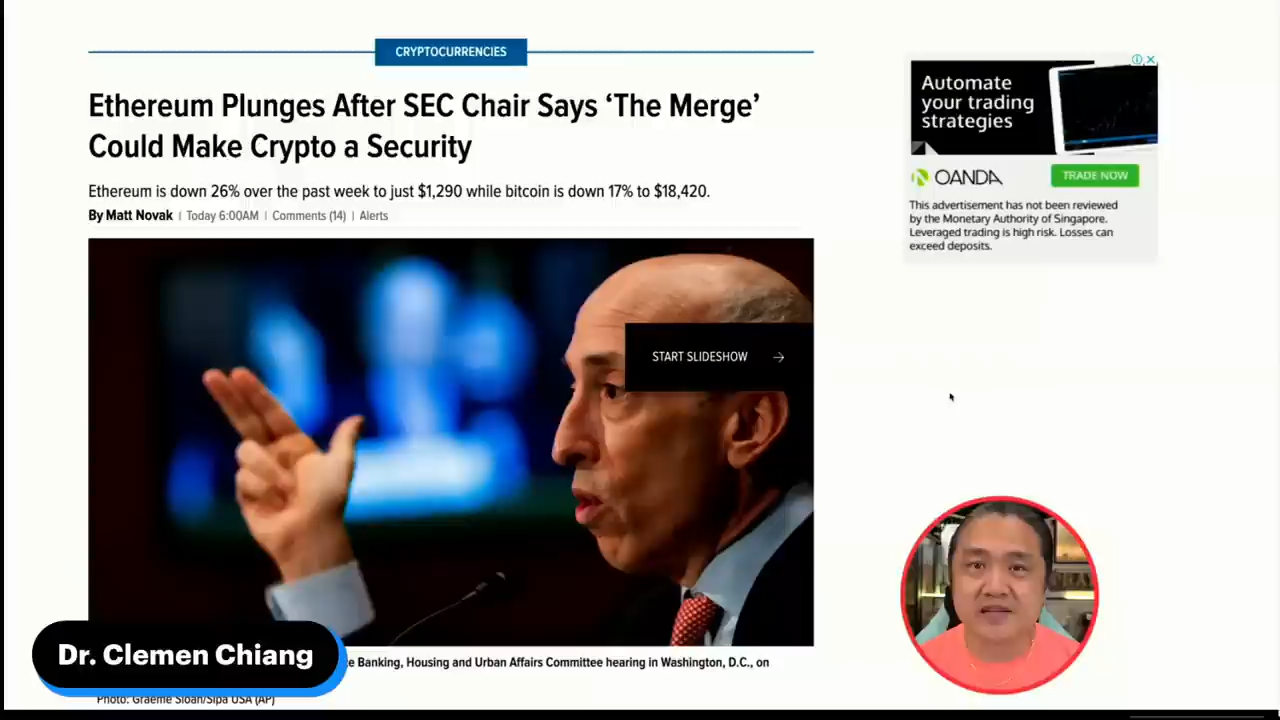 CRYPTOCURRENCIES
Ethereum Plunges After SEC Chair Says ‘The Merge’
Could Make Crypto a Security
Ethereum is down 26% over the past week to just $1,290 while bitcoin is down 17% to $18,420.
By Matt Novak | Today 6:00AM | Comments (14) | Alerts
START SLIDESHOW →
Banking, Housing and Urban Affairs Committee hearing in Washington, D.C., on
Photo: Graeme Sloan/Sipa USA (AP)
Dr. Clemen Chiang
Automate
your trading
strategies
OANDA
TRADE NOW
This advertisement has not been reviewed
by the Monetary Authority of Singapore.
Leveraged trading is high risk. Losses can
exceed deposits.